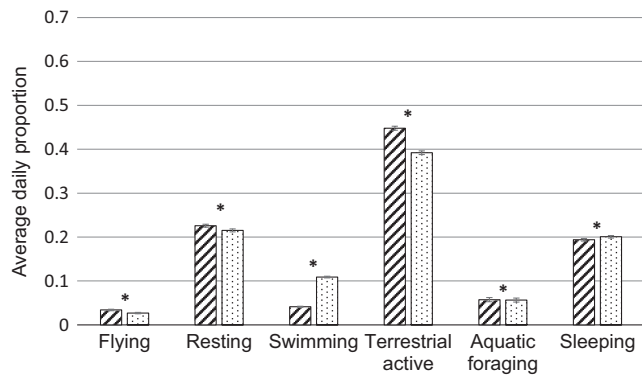 Average daily proportion
0.7
0.6
0.5
0.4
0.3
0.2
0.1
0
*
*
*
*
*
*
Flying
Resting
Swimming
Terrestrial
active
Aquatic
foraging
Sleeping